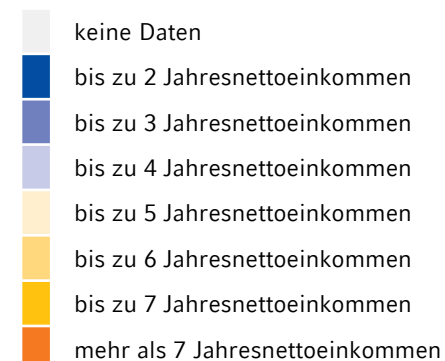 keine Daten
bis zu 2 Jahresnettoeinkommen
bis zu 3 Jahresnettoeinkommen
bis zu 4 Jahresnettoeinkommen
bis zu 5 Jahresnettoeinkommen
bis zu 6 Jahresnettoeinkommen
bis zu 7 Jahresnettoeinkommen
mehr als 7 Jahresnettoeinkommen